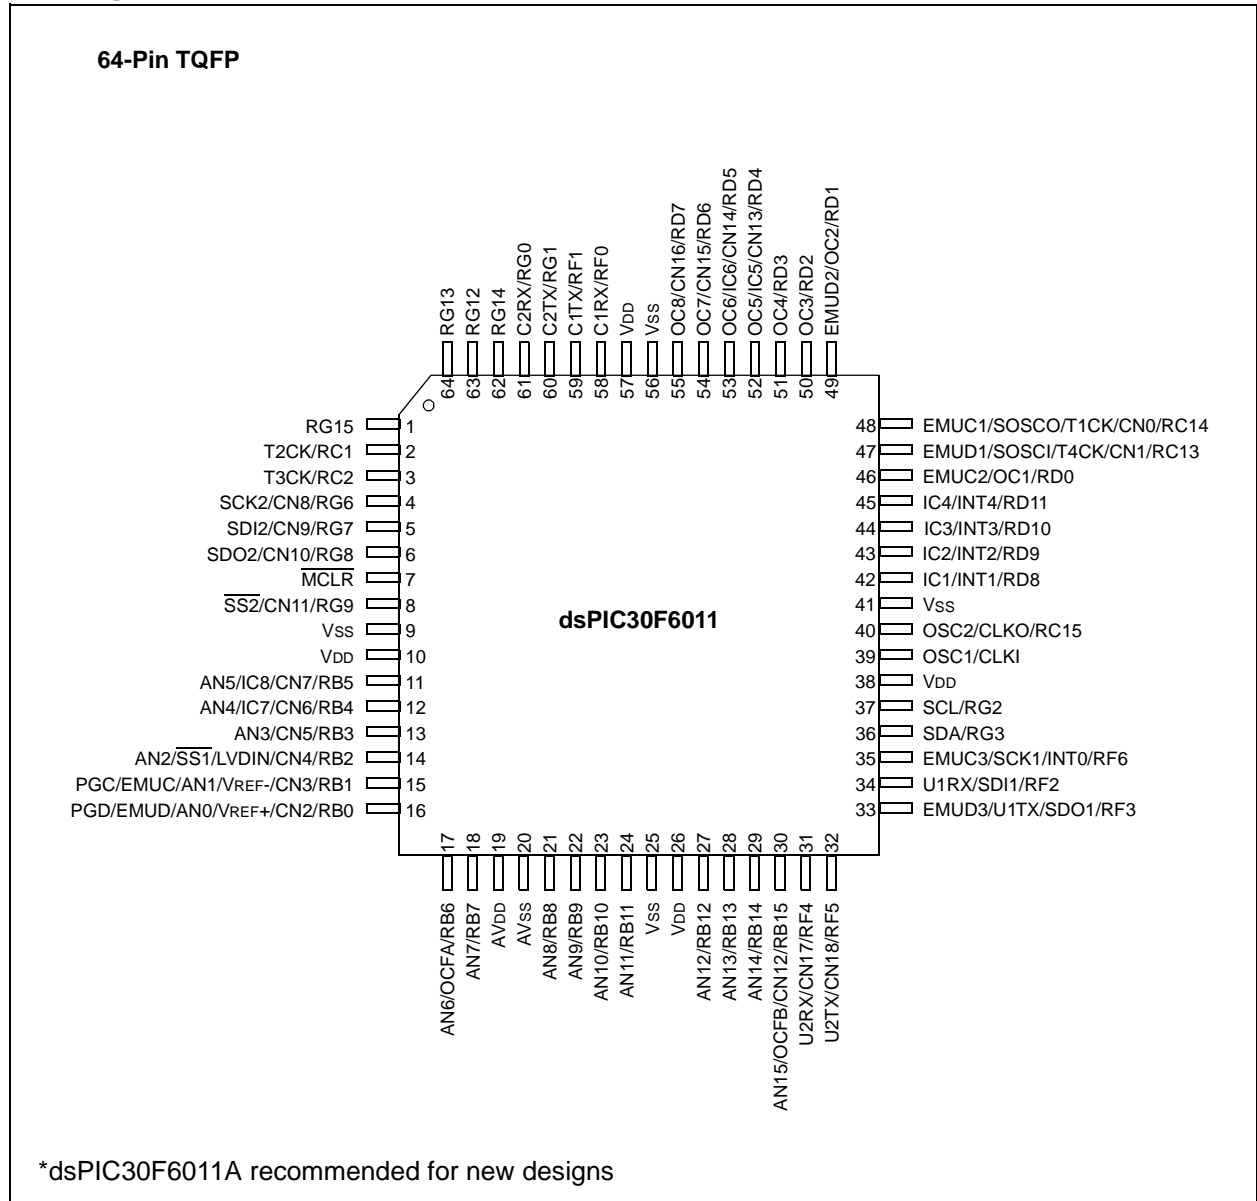 64-Pin TQFP
RG13
RG12
RG14
C2RX/RG0
C2TX/RG1
C1TX/RF1
C1RX/RF0
VDD
VSS
OC8/CN16/RD7
OC7/CN15/RD6
OC6/IC6/CN14/RD5
OC5/IC5/CN13/RD4
OC4/RD3
OC3/RD2
EMUD2/OC2/RD1
64 63 62 61 60 59 58 57 56 55 54 53 52 51 50 49
RG15 1
T2CK/RC1 2
T3CK/RC2 3
SCK2/CN8/RG6 4
SDI2/CN9/RG7 5
SDO2/CN10/RG8 6
MCLR 7
SS2/CN11/RG9 8
VSS 9
VDD 10
AN5/IC8/CN7/RB5 11
AN4/IC7/CN6/RB4 12
AN3/CN5/RB3 13
AN2/SS1/LVDIN/CN4/RB2 14
PGC/EMUC/AN1/VREF-/CN3/RB1 15
PGD/EMUD/AN0/VREF+/CN2/RB0 16
dsPIC30F6011
48 EMUC1/SOSCO/T1CK/CN0/RC14
47 EMUD1/SOSCI/T4CK/CN1/RC13
46 EMUC2/OC1/RD0
45 IC4/INT4/RD11
44 IC3/INT3/RD10
43 IC2/INT2/RD9
42 IC1/INT1/RD8
41 VSS
40 OSC2/CLKO/RC15
39 OSC1/CLKI
38 VDD
37 SCL/RG2
36 SDA/RG3
35 EMUC3/SCK1/INT0/RF6
34 U1RX/SDI1/RF2
33 EMUD3/U1TX/SDO1/RF3
17 18 19 20 21 22 23 24 25 26 27 28 29 30 31 32
AN6/OCFA/RB6
AN7/RB7
AVDD
AVSS
AN8/RB8
AN9/RB9
AN10/RB10
AN11/RB11
VSS
VDD
AN12/RB12
AN13/RB13
AN14/RB14
AN15/OCFB/CN12/RB15
U2RX/CN17/RF4
U2TX/CN18/RF5
*dsPIC30F6011A recommended for new designs